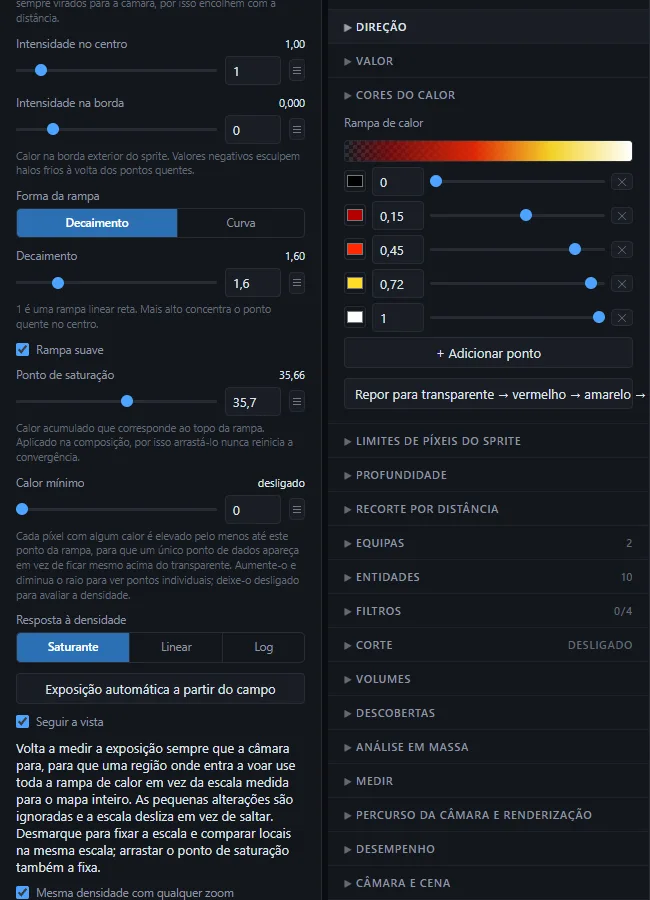 sempre virados para a câmara, por isso encolhem com a
distância.
Intensidade no centro 1,00
1
Intensidade na borda 0,000
0
Calor na borda exterior do sprite. Valores negativos esculpem
halos frios à volta dos pontos quentes.
Forma da rampa
Decaimento Curva
Decaimento 1,60
1,6
1 é uma rampa linear reta. Mais alto concentra o ponto
quente no centro.
Rampa suave
Ponto de saturação 35,66
35,7
Calor acumulado que corresponde ao topo da rampa.
Aplicado na composição, por isso arrastá-lo nunca reinicia a
convergência.
Calor mínimo desligado
0
Cada píxel com algum calor é elevado pelo menos até este
ponto da rampa, para que um único ponto de dados apareça
em vez de ficar mesmo acima do transparente. Aumente-o e
diminua o raio para ver pontos individuais; deixe-o desligado
para avaliar a densidade.
Resposta à densidade
Saturante Linear Log
Exposição automática a partir do campo
Seguir a vista
Volta a medir a exposição sempre que a câmara
para, para que uma região onde entra a voar use
toda a rampa de calor em vez da escala medida
para o mapa inteiro. As pequenas alterações são
ignoradas e a escala desliza em vez de saltar.
Desmarque para fixar a escala e comparar locais
na mesma escala; arrastar o ponto de saturação
também a fixa.
Mesma densidade com qualquer zoom
DIREÇÃO
VALOR
CORES DO CALOR
Rampa de calor
0
0,15
0,45
0,72
1
+ Adicionar ponto
Repor para transparente → vermelho → amarelo →
LIMITES DE PÍXEIS DO SPRITE
PROFUNDIDADE
RECORTE POR DISTÂNCIA
EQUIPAS 2
ENTIDADES 10
FILTROS 0/4
CORTE DESLIGADO
VOLUMES
DESCOBERTAS
ANÁLISE EM MASSA
MEDIR
PERCURSO DA CÂMARA E RENDERIZAÇÃO
DESEMPENHO
CÂMARA E CENA